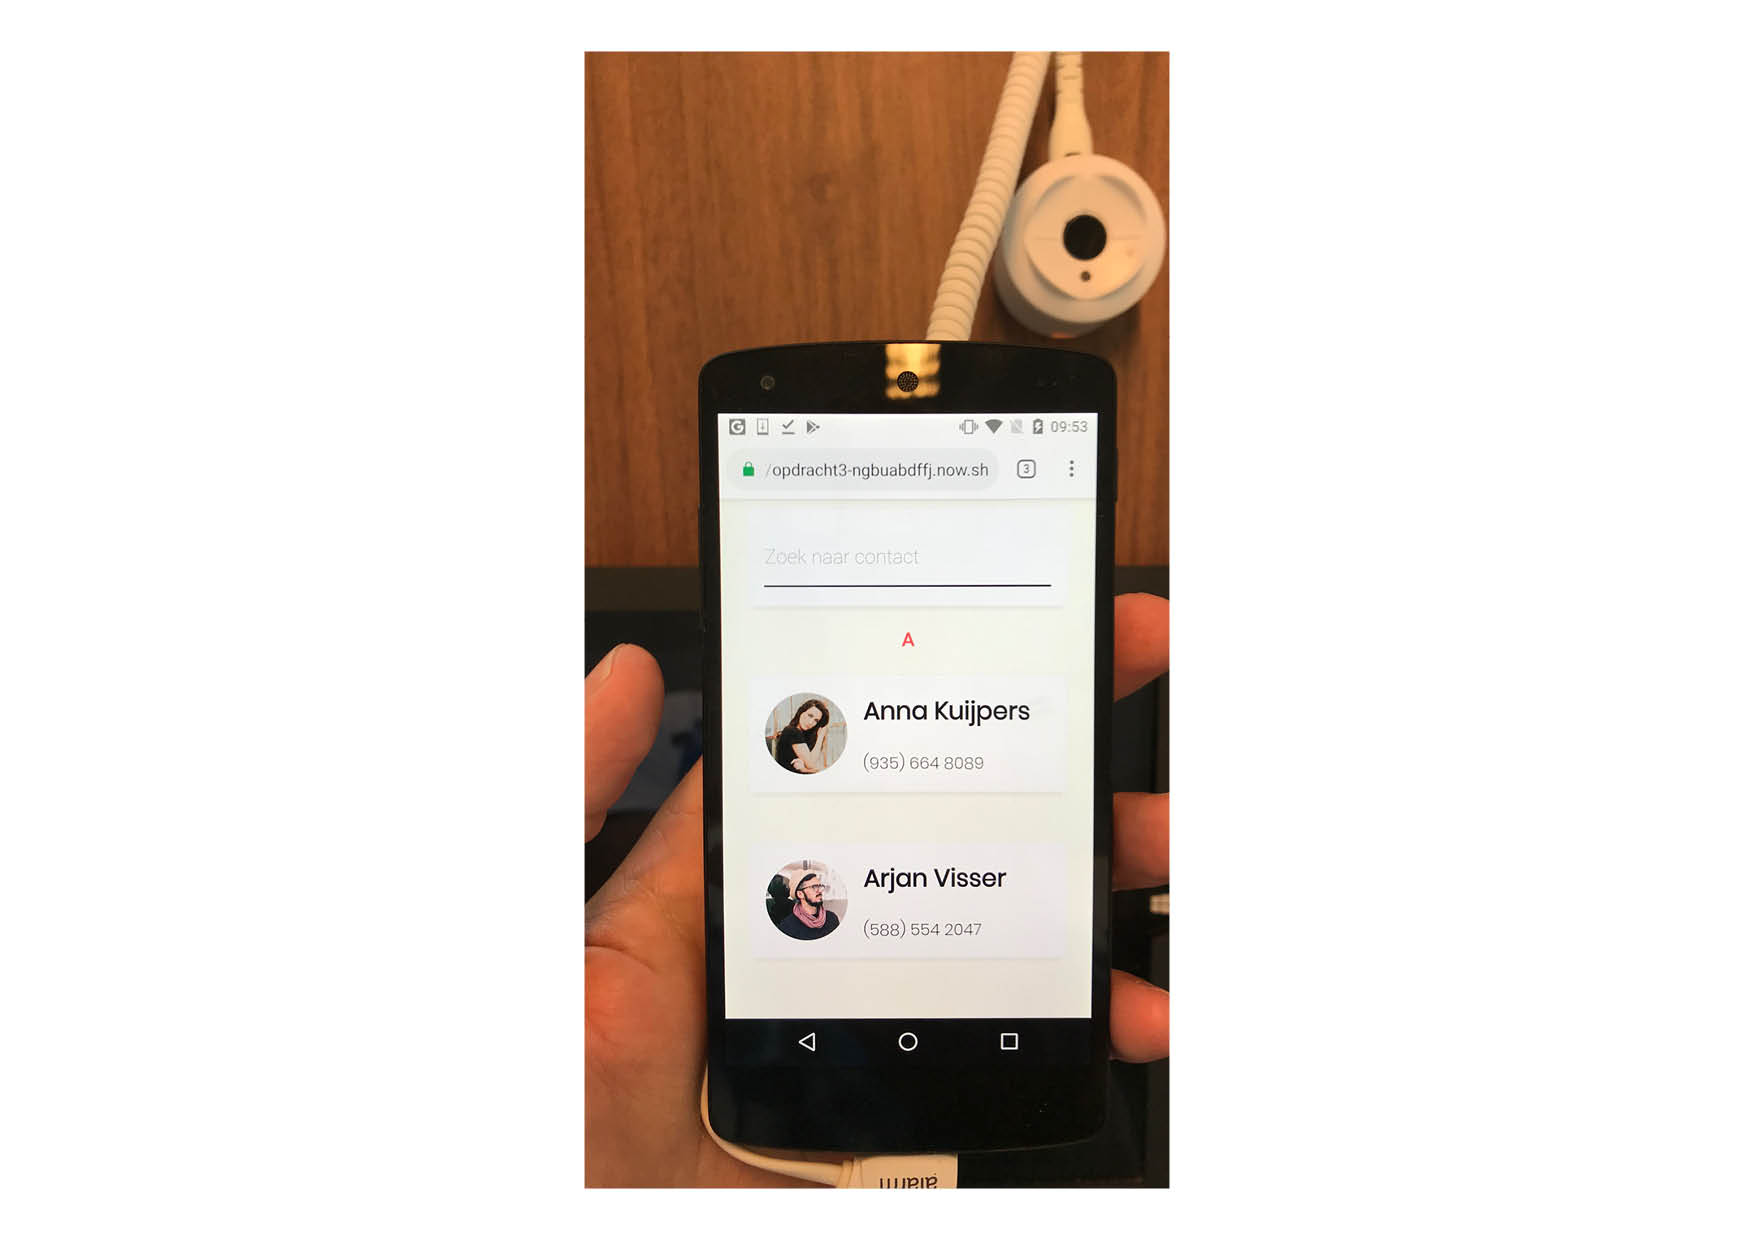 G
09:53
/opdracht3-ngbuabdffj.now.sh
3
Zoek naar contact
A
Anna Kuijpers
(935) 664 8089
Arjan Visser
(588) 554 2047
alarm